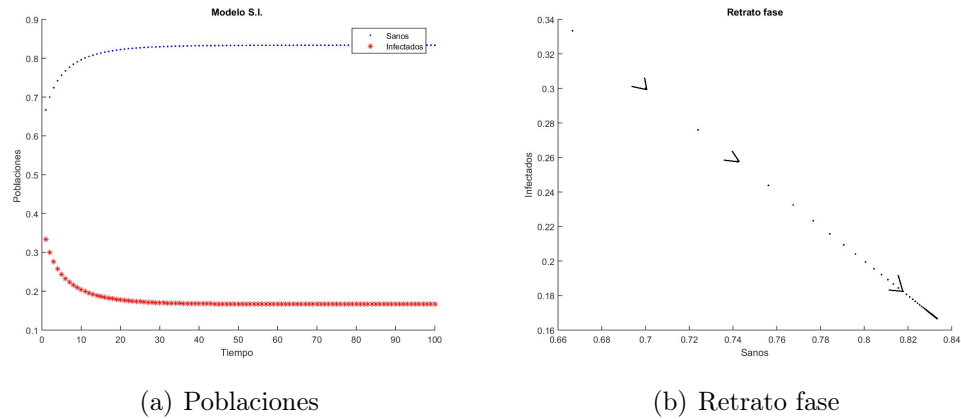 Modelo S.I.
Sanos
Infectados
0.9
0.8
0.7
0.6
0.5
0.4
0.3
0.2
0.1
Poblaciones
0 10 20 30 40 50 60 70 80 90 100
Tiempo
(a) Poblaciones
Retrato fase
0.34
0.32
0.3
0.28
0.26
0.24
0.22
0.2
0.18
0.16
Infectados
0.66 0.68 0.7 0.72 0.74 0.76 0.78 0.8 0.82 0.84
Sanos
(b) Retrato fase